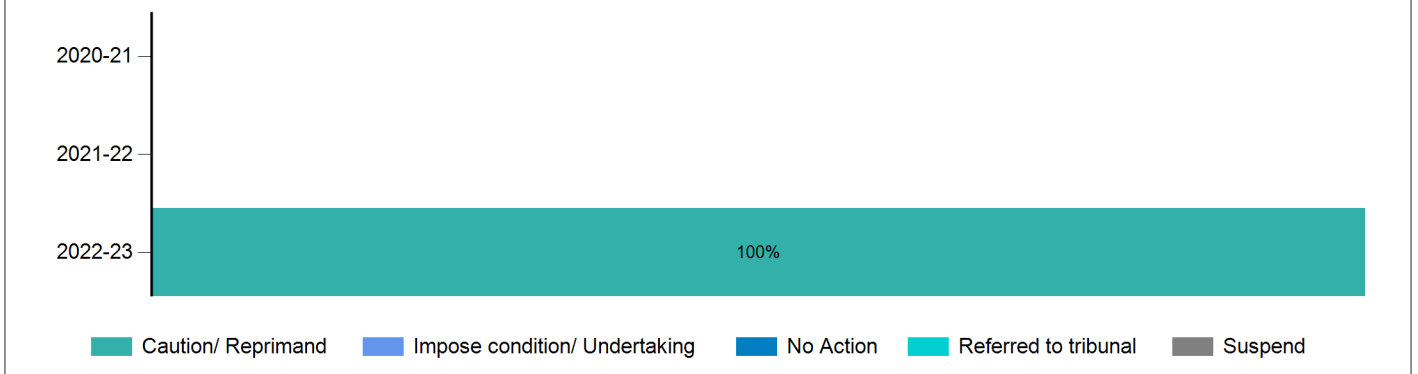 2020-21
2021-22
2022-23
100%
Caution/ Reprimand Impose condition/ Undertaking No Action Referred to tribunal Suspend